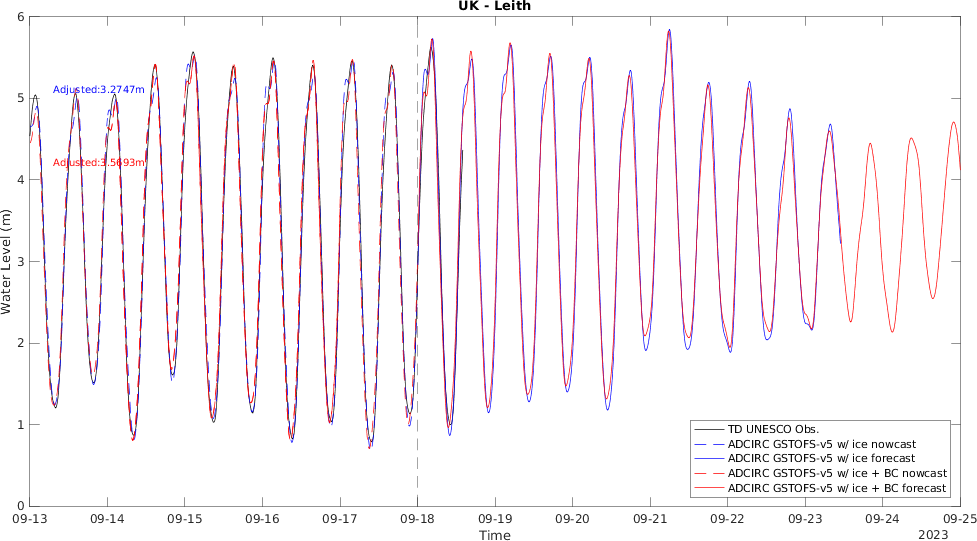 UK - Leith
6
5
4
3
2
1
0
Water Level (m)
Adjusted:3.2747m
Adjusted:3.5693m
TD UNESCO Obs.
ADCIRC GSTOFS-v5 w/ ice nowcast
ADCIRC GSTOFS-v5 w/ ice forecast
ADCIRC GSTOFS-v5 w/ ice + BC nowcast
ADCIRC GSTOFS-v5 w/ ice + BC forecast
09-13 09-14 09-15 09-16 09-17 09-18 09-19 09-20 09-21 09-22 09-23 09-24 09-25
Time
2023